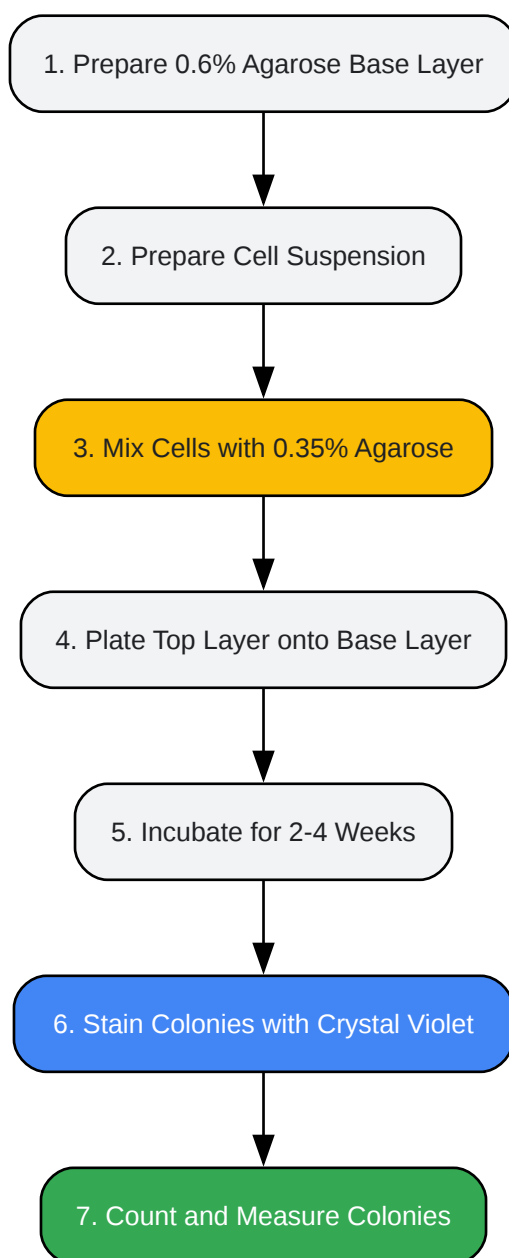 1. Prepare 0.6% Agarose Base Layer
2. Prepare Cell Suspension
3. Mix Cells with 0.35% Agarose
4. Plate Top Layer onto Base Layer
5. Incubate for 2-4 Weeks
6. Stain Colonies with Crystal Violet
7. Count and Measure Colonies